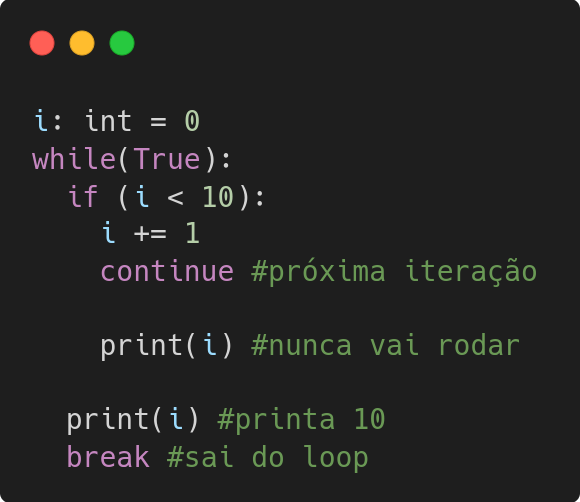 i: int = 0
while(True):
  if (i < 10):
    i += 1
    continue #próxima iteração

    print(i) #nunca vai rodar

  print(i) #printa 10
  break #sai do loop